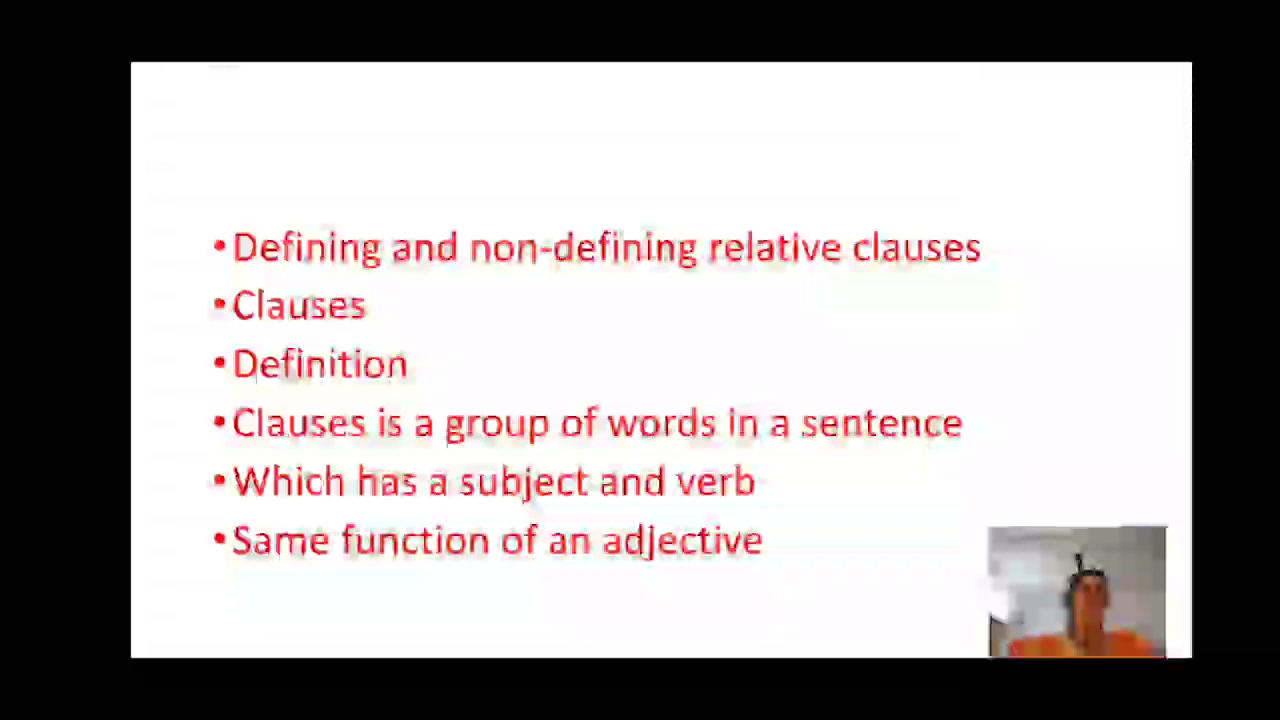 •Defining and non-defining relative clauses
•Clauses
•Definition
•Clauses is a group of words in a sentence
•Which has a subject and verb
•Same function of an adjective